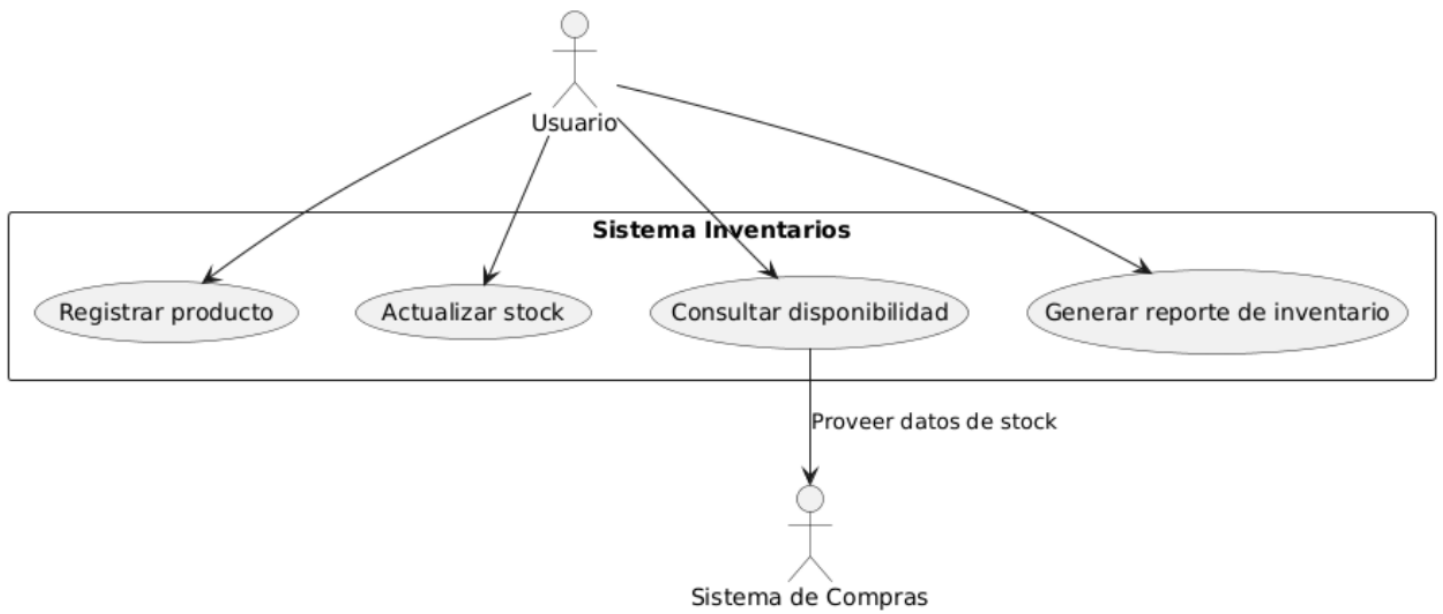 Usuario
Sistema Inventarios
Registrar producto
Actualizar stock
Consultar disponibilidad
Generar reporte de inventario
Proveer datos de stock
Sistema de Compras